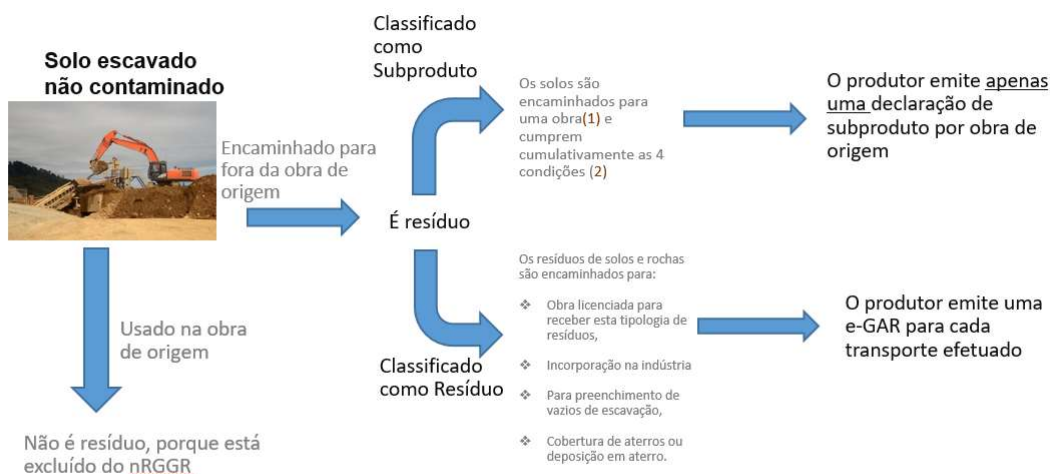 Solo escavado
não contaminado
Encaminhado para
fora da obra de
origem
Usado na obra
de origem
Não é resíduo, porque está
excluído do nRGGR
Classificado
como
Subproduto
É resíduo
Classificado
como Resíduo
Os solos são
encaminhados para
uma obra(1) e
cumprem
cumulativamente as 4
condições (2)
O produtor emite apenas
uma declaração de
subproduto por obra de
origem
Os resíduos de solos e rochas
são encaminhados para:
❖ Obra licenciada para
receber esta tipologia de
resíduos,
❖ Incorporação na indústria
❖ Para preenchimento de
vazios de escavação,
❖ Cobertura de aterros ou
deposição em aterro.
O produtor emite uma
e-GAR para cada
transporte efetuado